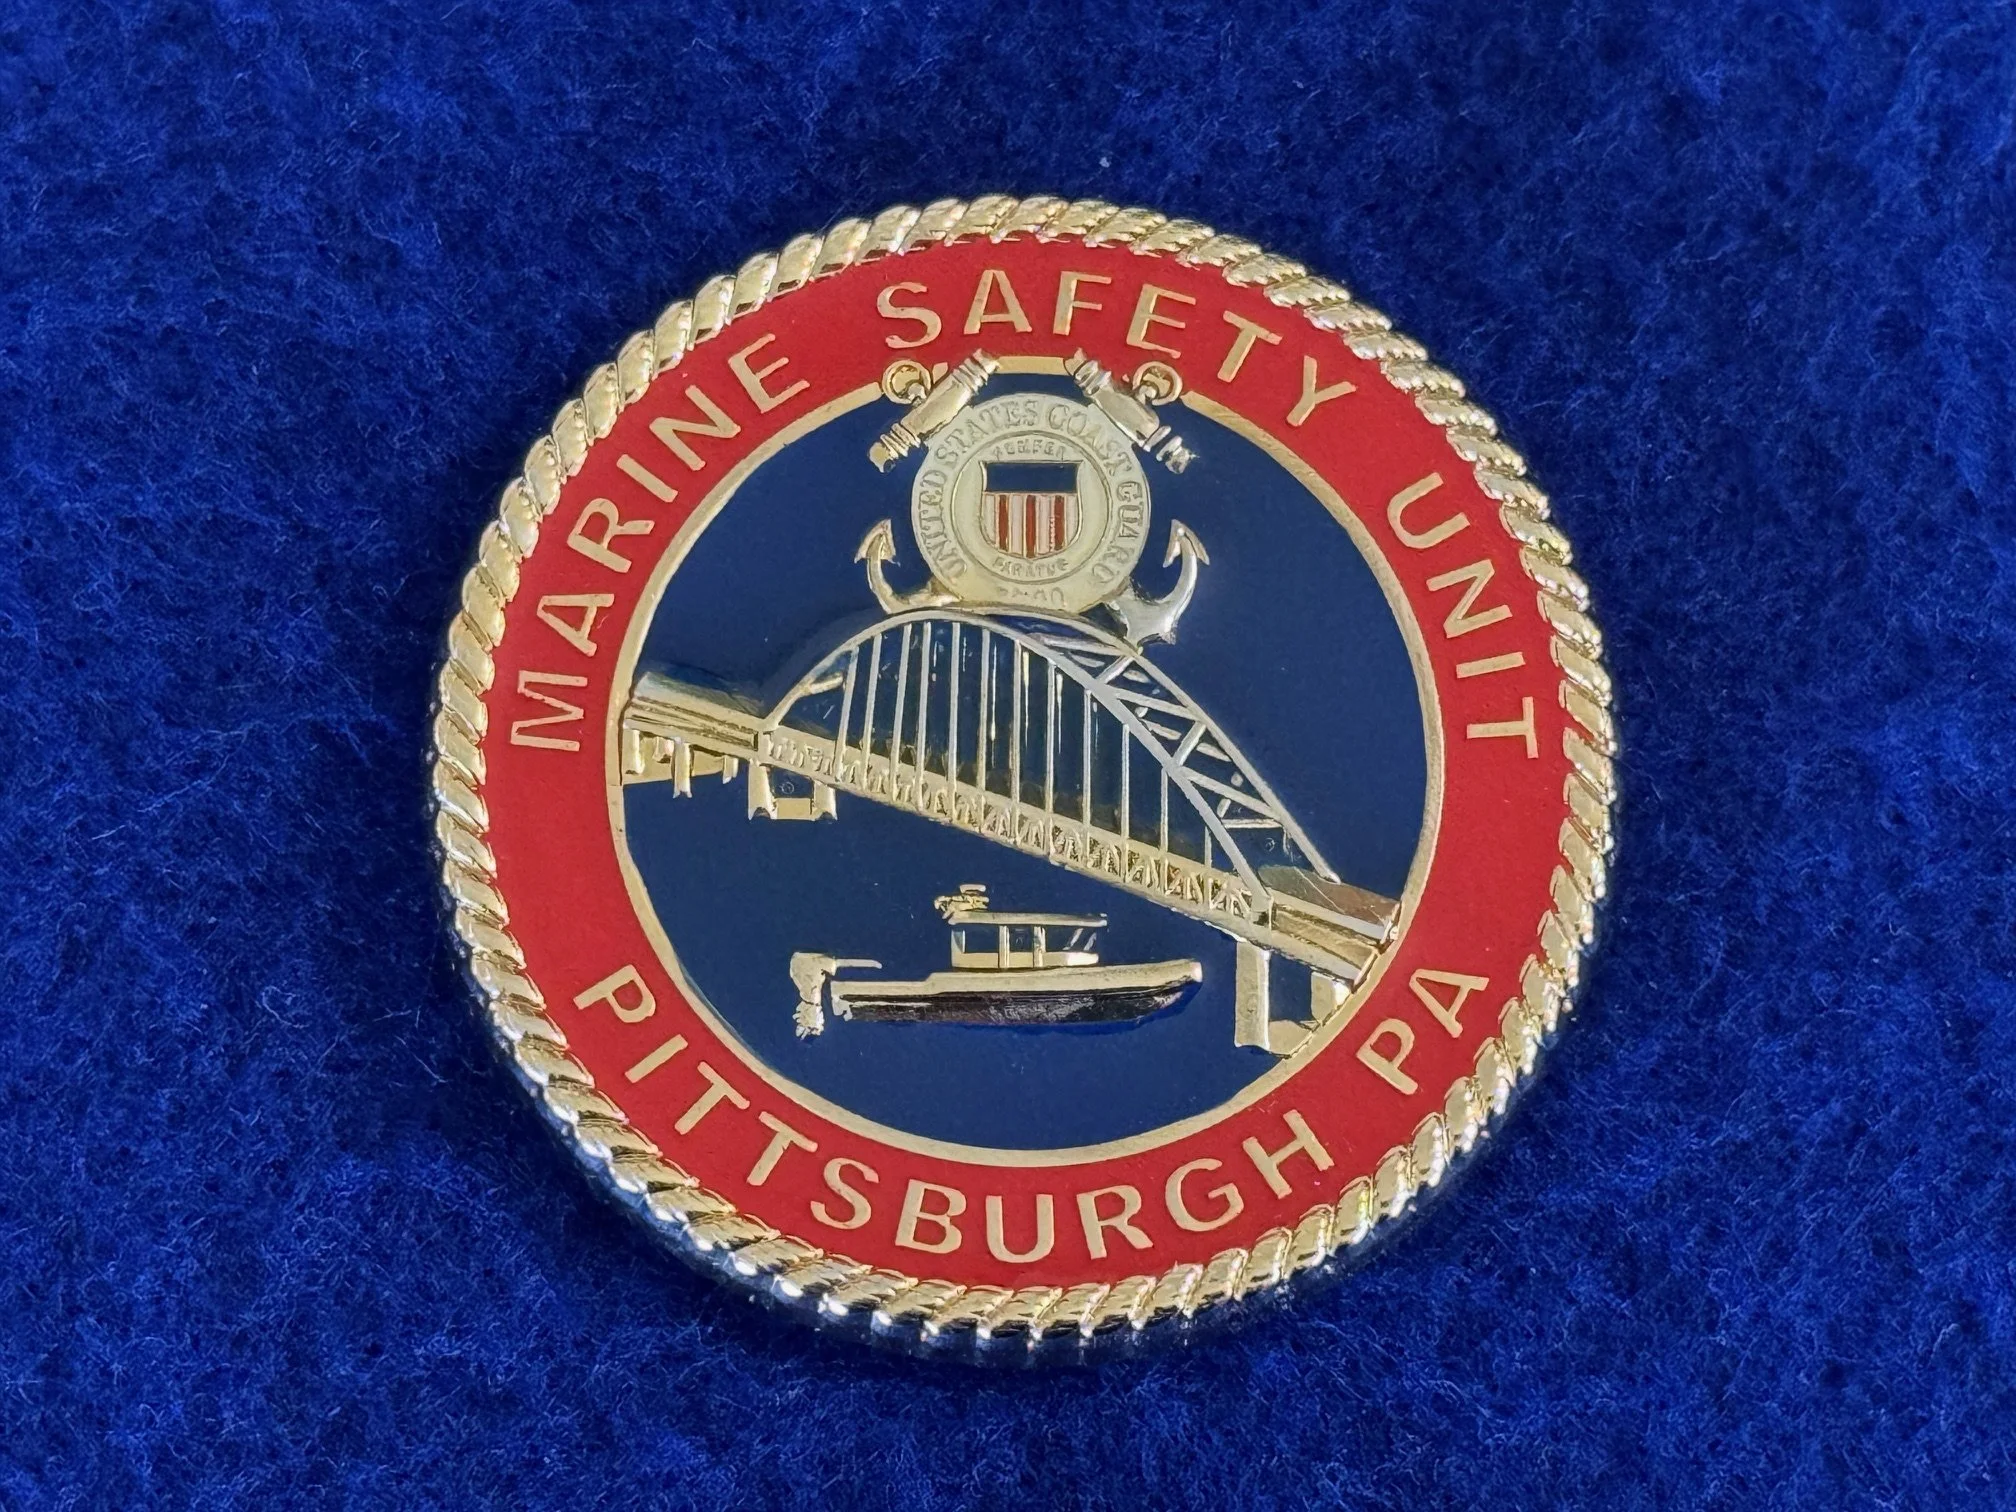 MARINE SAFETY UNIT
UNITED STATES COAST GUARD
SEMPER
PARATUS
PITTSBURGH PA